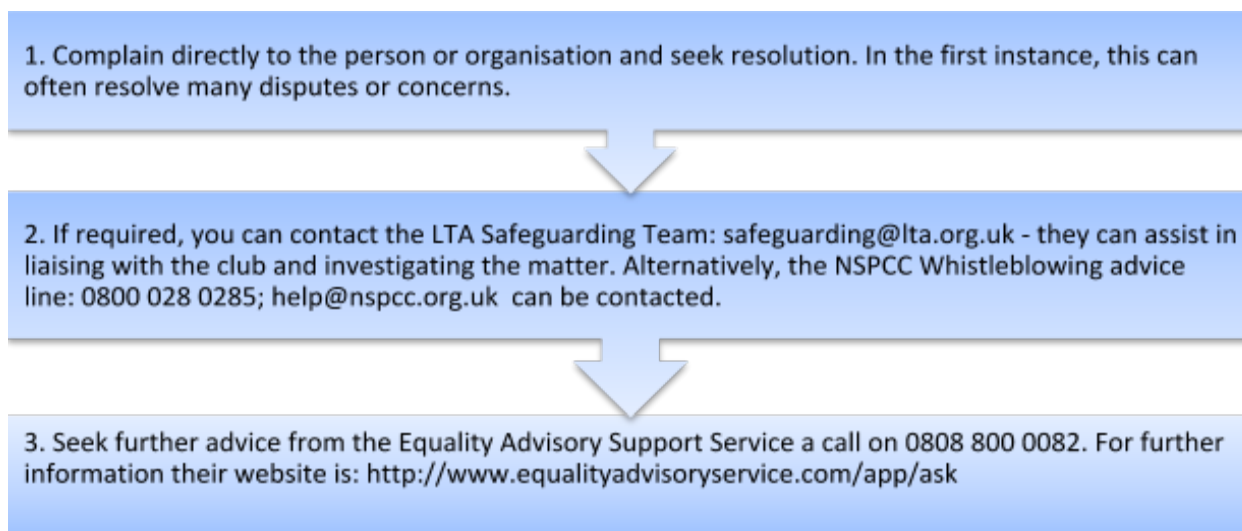 1. Complain directly to the person or organisation and seek resolution. In the first instance, this can
often resolve many disputes or concerns.
2. If required, you can contact the LTA Safeguarding Team: safeguarding@lta.org.uk - they can assist in
liaising with the club and investigating the matter. Alternatively, the NSPCC Whistleblowing advice
line: 0800 028 0285; help@nspcc.org.uk  can be contacted.
3. Seek further advice from the Equality Advisory Support Service a call on 0808 800 0082. For further
information their website is: http://www.equalityadvisoryservice.com/app/ask